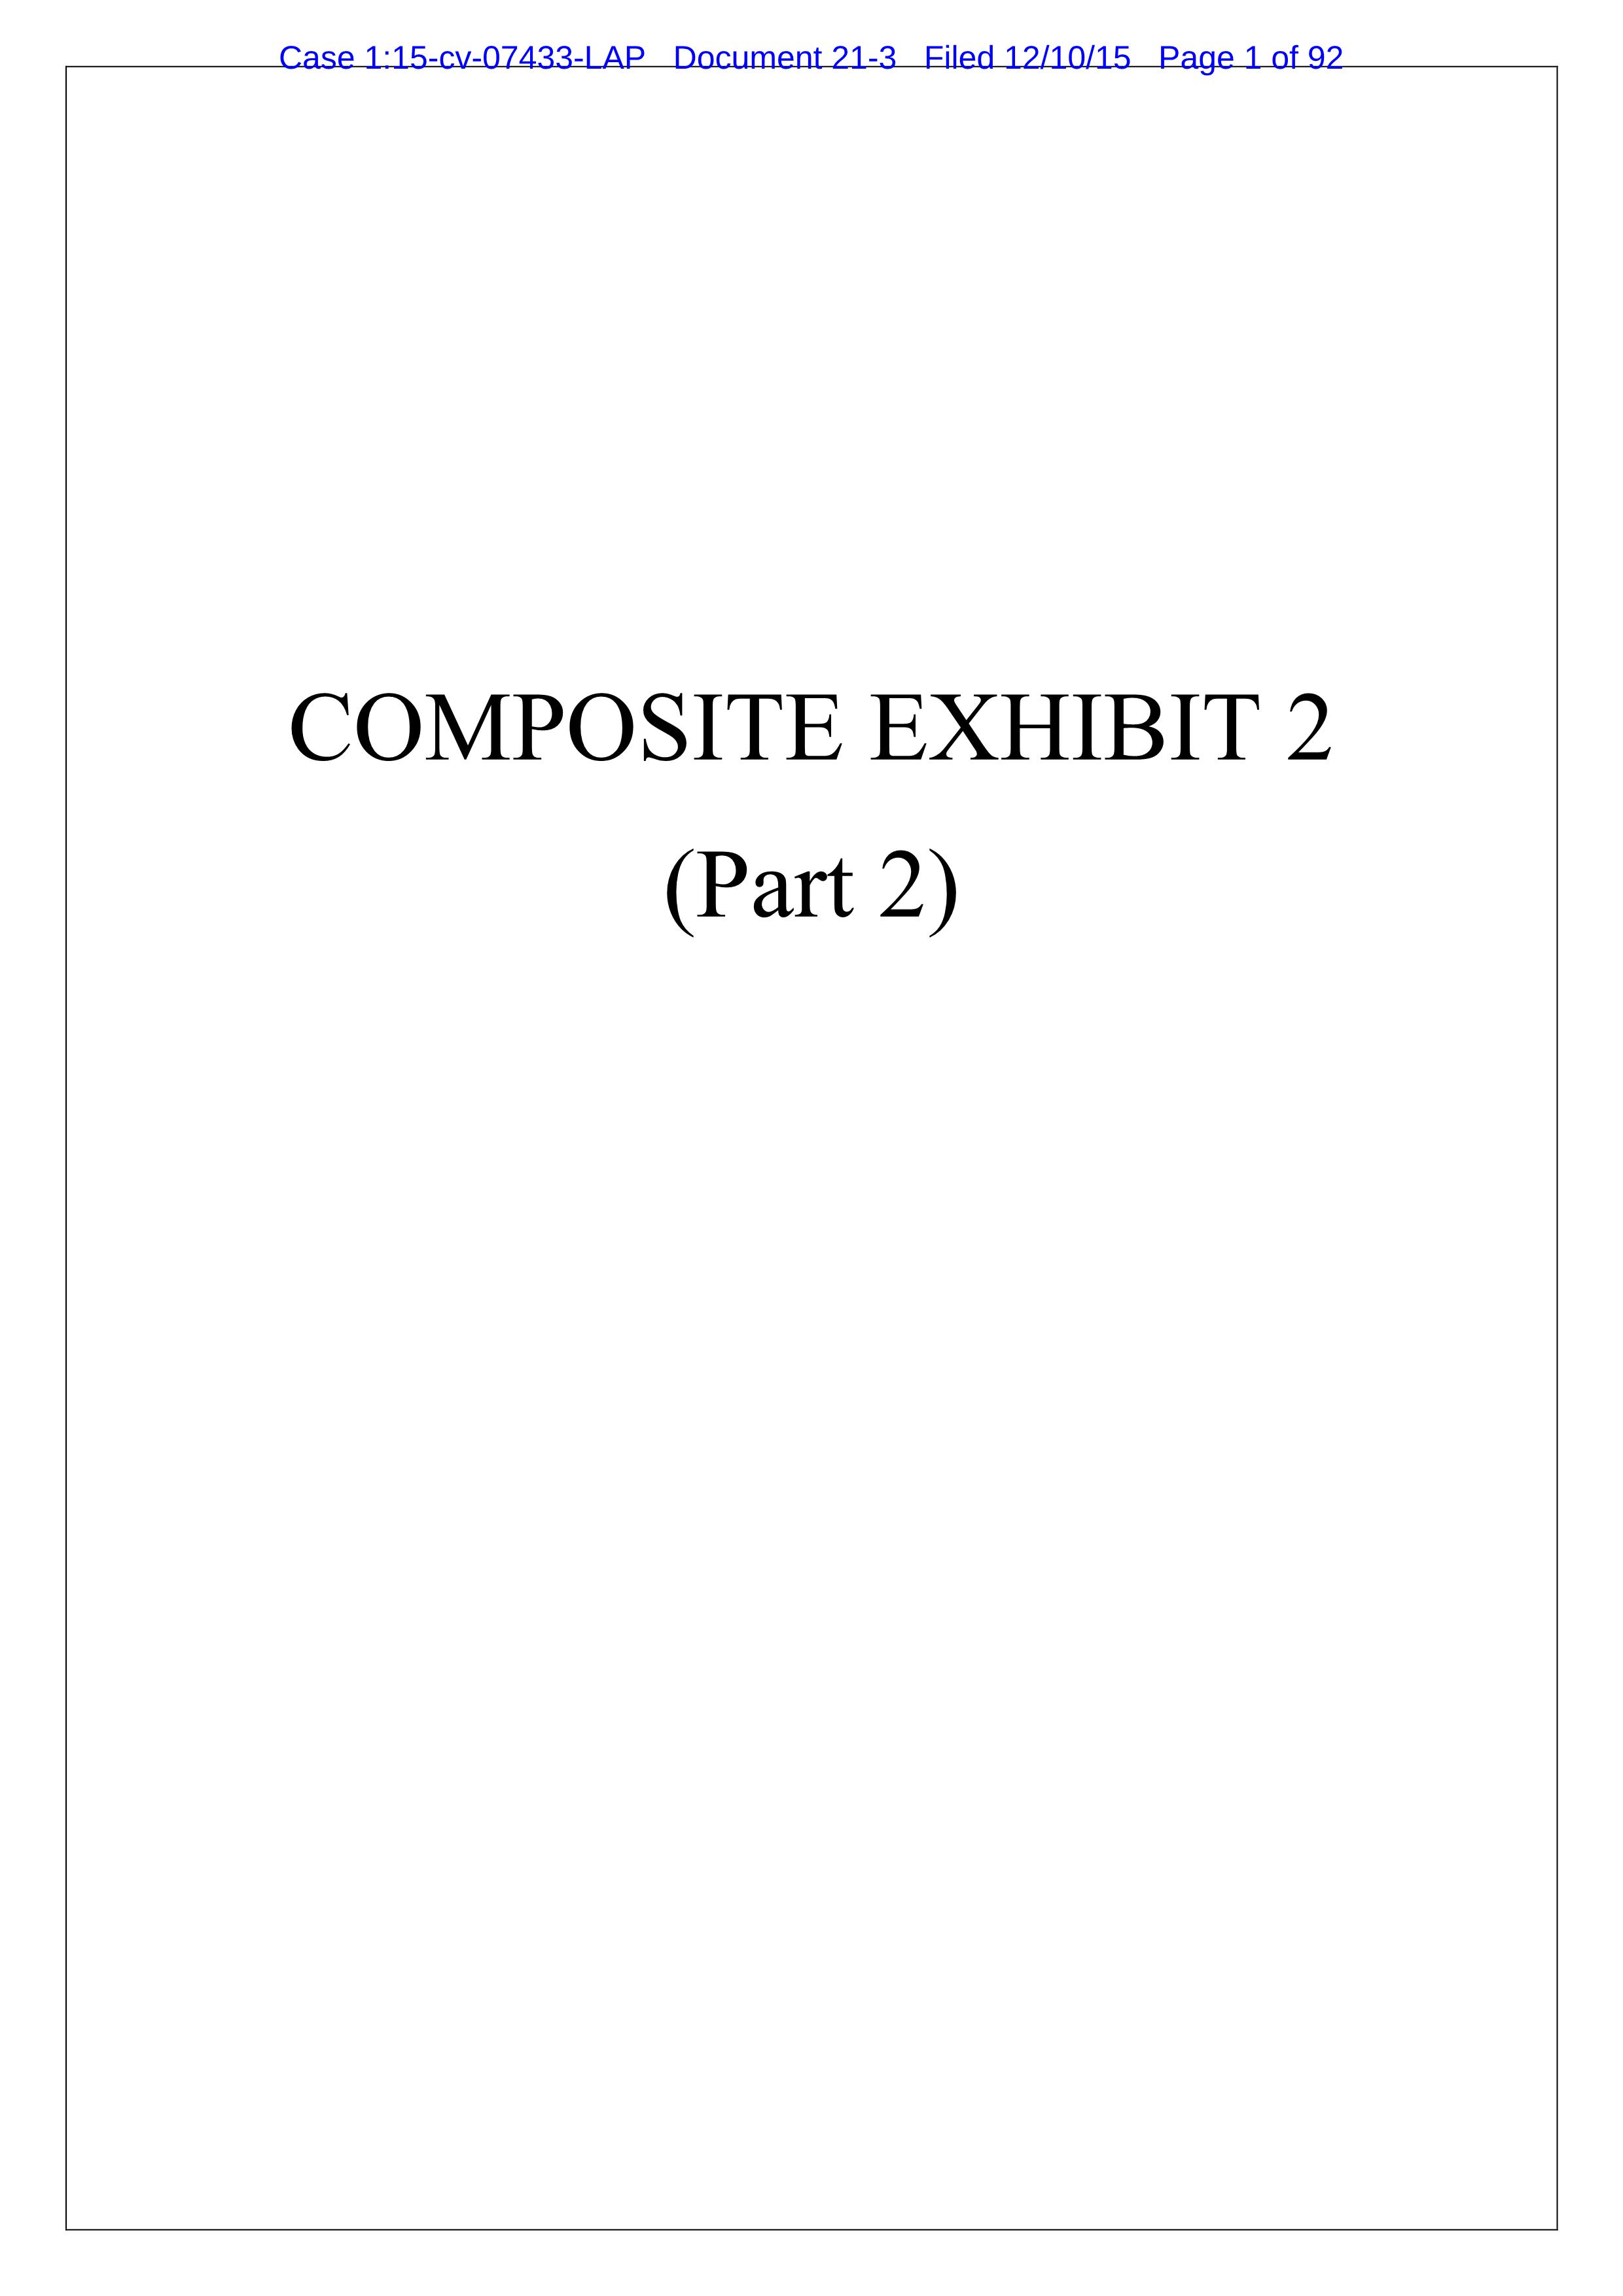 Case 1:15-cv-07433-LAP Document 21-3 Filed 12/10/15 Page 1 of 92
COMPOSITE EXHIBIT 2
(Part 2)